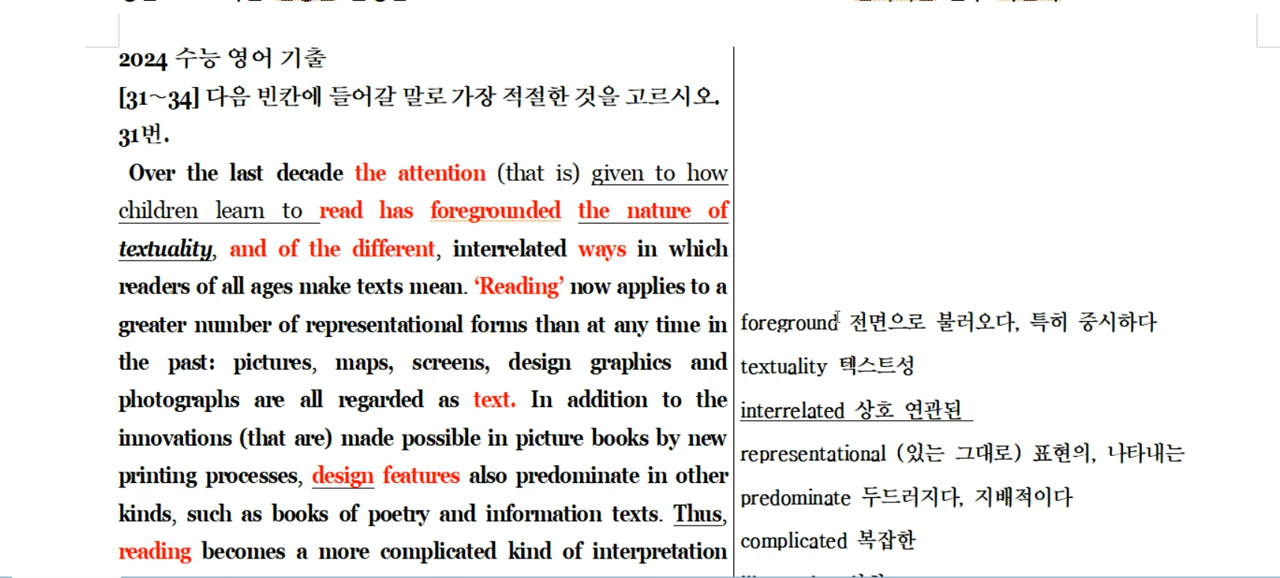 2024 수능 영어 기출
[31～34] 다음 빈칸에 들어갈 말로 가장 적절한 것을 고르시오.
31번.
Over the last decade the attention (that is) given to how
children learn to read has foregrounded the nature of
textuality, and of the different, interrelated ways in which
readers of all ages make texts mean. ‘Reading’ now applies to a
greater number of representational forms than at any time in
the past: pictures, maps, screens, design graphics and
photographs are all regarded as text. In addition to the
innovations (that are) made possible in picture books by new
printing processes, design features also predominate in other
kinds, such as books of poetry and information texts. Thus,
reading becomes a more complicated kind of interpretation
foreground 전면으로 불러오다, 특히 중시하다
textuality 텍스트성
interrelated 상호 연관된
representational (있는 그대로) 표현의, 나타내는
predominate 두드러지다, 지배적이다
complicated 복잡한